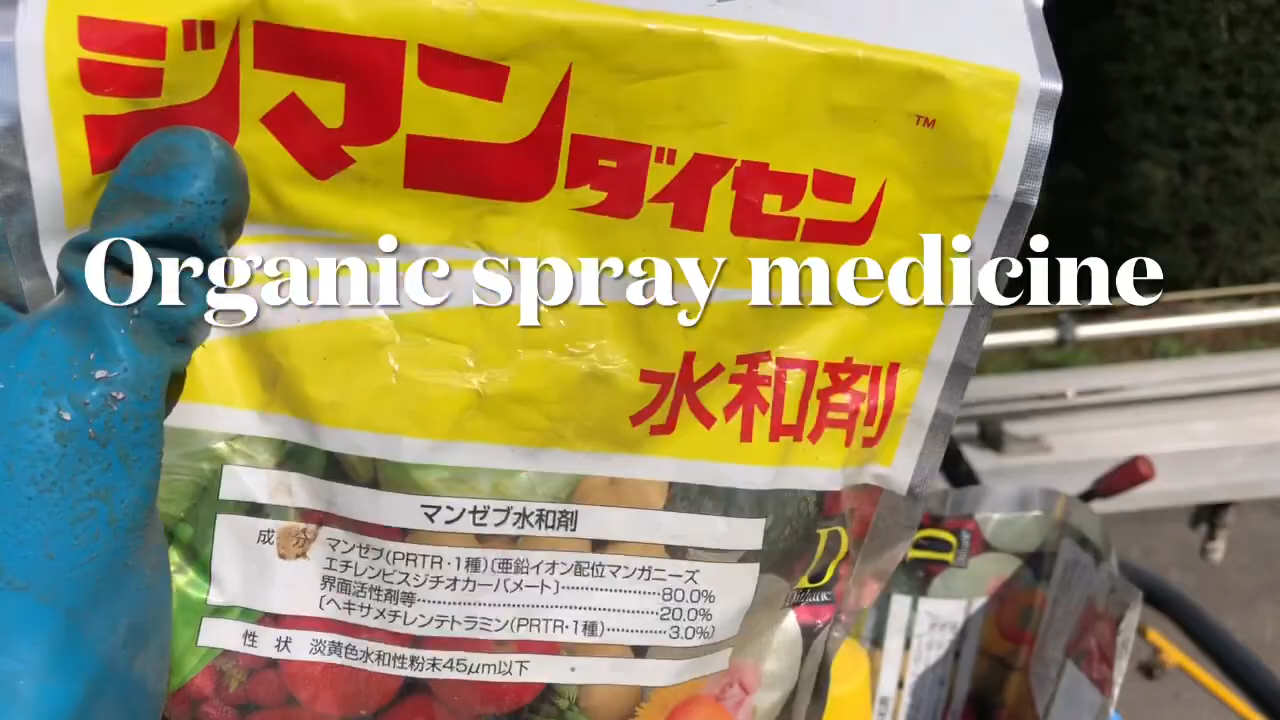 ジマンダイセン
TM
Organic spray medicine
水和剤
マンゼブ水和剤
成 分 マンゼブ(PRTR・1種)〔亜鉛イオン配位マンガニーズ
エチレンビスジチオカーバメート〕…………………80.0%
界面活性剤等……………………………………20.0%
(ヘキサメチレンテトラミン(PRTR・1種)…………3.0%)
性 状 淡黄色水和性粉末45μm以下
D
D